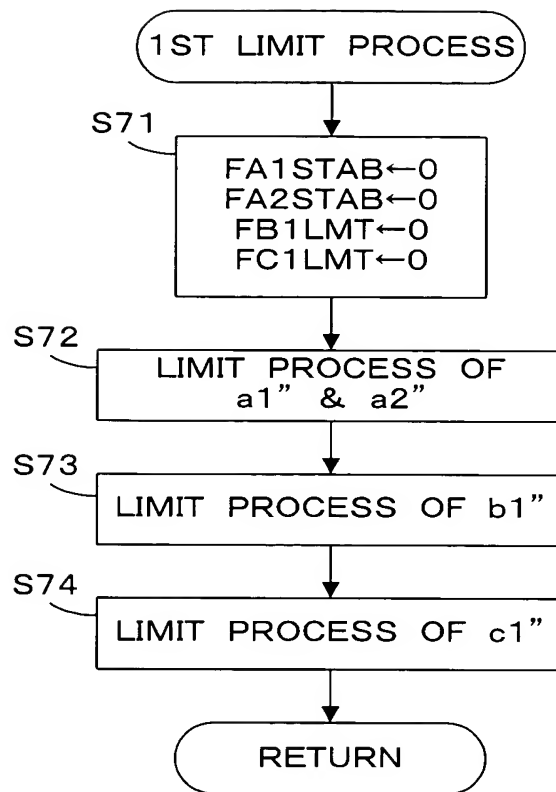 1ST LIMIT PROCESS
S71
FA1STAB←0
FA2STAB←0
FB1LMT←0
FC1LMT←0
S72
LIMIT PROCESS OF
a1” & a2”
S73
LIMIT PROCESS OF b1”
S74
LIMIT PROCESS OF c1”
RETURN